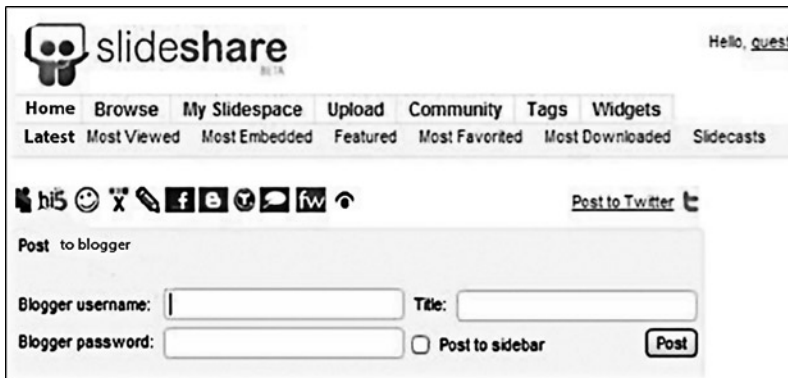 slideshare
BETA
Hello, guest
Home Browse My Slidespace Upload Community Tags Widgets
Latest Most Viewed Most Embedded Featured Most Favorited Most Downloaded Slidecasts
hi5 f B T fw Post to Twitter t
Post to blogger
Blogger username: Title:
Blogger password: Post to sidebar Post